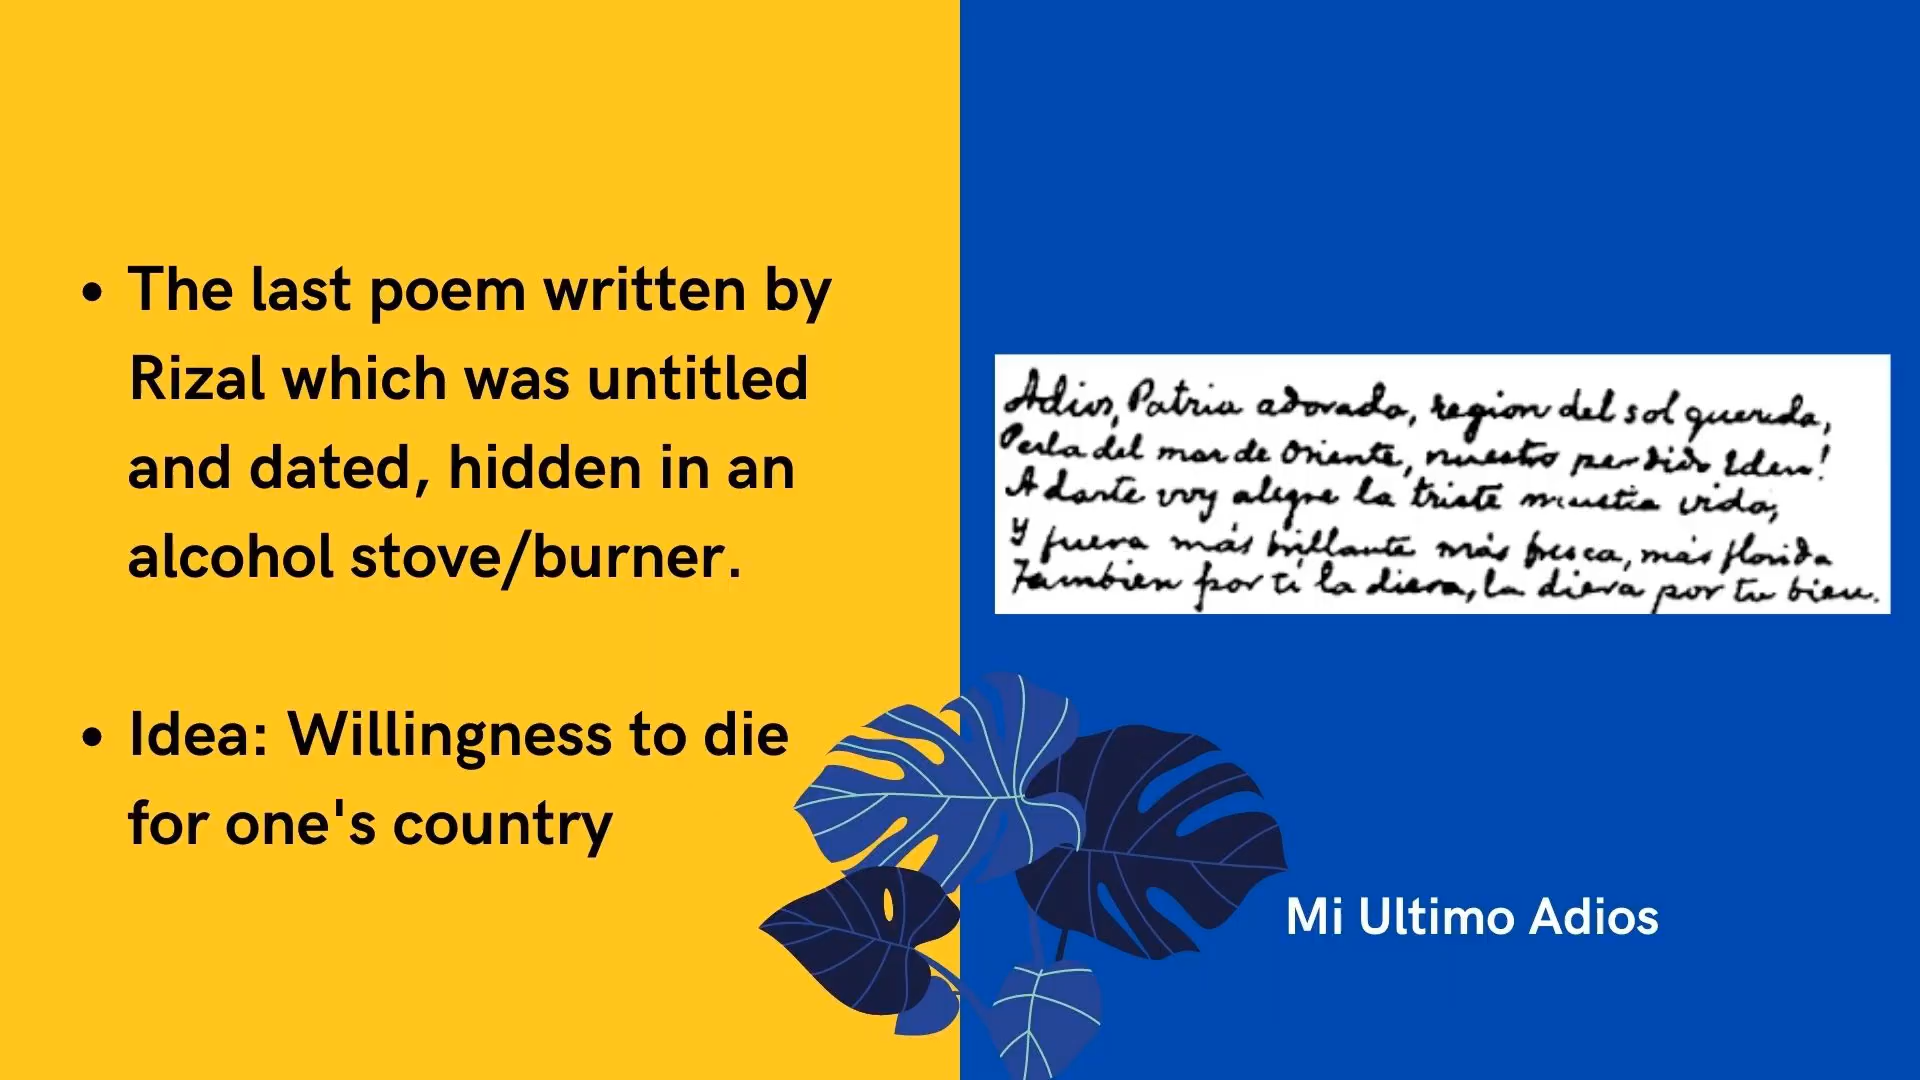 • The last poem written by
Rizal which was untitled
and dated, hidden in an
alcohol stove/burner.
• Idea: Willingness to die
for one's country
Adios, Patria adorada, region del sol querida,
Perla del mar de Oriente, nuestro perdido Eden!
A darte voy alegre la triste mustia vida,
Y fuera más brillante más fresca, más florida
Tambien por ti la diera, la diera por tu bien.
Mi Ultimo Adios